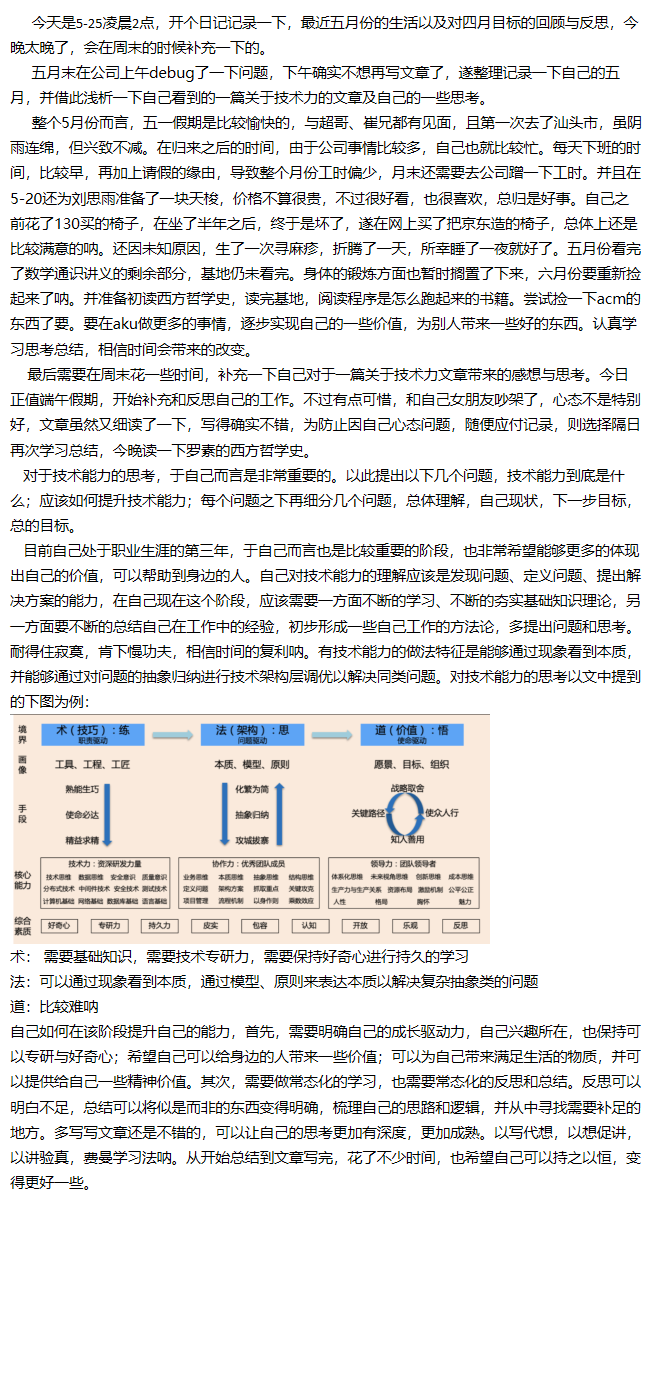 今天是5-25凌晨2点，开个日记记录一下，最近五月份的生活以及对四月目标的回顾与反思，今
晚太晚了，会在周末的时候补充一下的。
五月末在公司上午debug了一下问题，下午确实不想再写文章了，遂整理记录一下自己的五
月，并借此浅析一下自己看到的一篇关于技术力的文章及自己的一些思考。
整个5月份而言，五一假期是比较愉快的，与超哥、崔兄都有见面，且第一次去了汕头市，虽阴
雨连绵，但兴致不减。在归来之后的时间，由于公司事情比较多，自己也就比较忙。每天下班的时
间，比较早，再加上请假的缘由，导致整个月份工时偏少，月末还需要去公司蹭一下工时。并且在
5-20还为刘思雨准备了一块天梭，价格不算很贵，不过很好看，也很喜欢，总归是好事。自己之
前花了130买的椅子，在坐了半年之后，终于是坏了，遂在网上买了把京东造的椅子，总体上还是
比较满意的呐。还因未知原因，生了一次寻麻疹，折腾了一天，所幸睡了一夜就好了。五月份看完
了数学通识讲义的剩余部分，基地仍未看完。身体的锻炼方面也暂时搁置了下来，六月份要重新捡
起来了呐。并准备初读西方哲学史，读完基地，阅读程序是怎么跑起来的书籍。尝试捡一下acm的
东西了要。要在aku做更多的事情，逐步实现自己的一些价值，为别人带来一些好的东西。认真学
习思考总结，相信时间会带来的改变。
最后需要在周末花一些时间，补充一下自己对于一篇关于技术力文章带来的感想与思考。今日
正值端午假期，开始补充和反思自己的工作。不过有点可惜，和自己女朋友吵架了，心态不是特别
好，文章虽然又细读了一下，写得确实不错，为防止因自己心态问题，随便应付记录，则选择隔日
再次学习总结，今晚读一下罗素的西方哲学史。
对于技术能力的思考，于自己而言是非常重要的。以此提出以下几个问题，技术能力到底是什
么；应该如何提升技术能力；每个问题之下再细分几个问题，总体理解，自己现状，下一步目标，
总的目标。
目前自己处于职业生涯的第三年，于自己而言也是比较重要的阶段，也非常希望能够更多的体现
出自己的价值，可以帮助到身边的人。自己对技术能力的理解应该是发现问题、定义问题、提出解
决方案的能力，在自己现在这个阶段，应该需要一方面不断的学习、不断的夯实基础知识理论，另
一方面要不断的总结自己在工作中的经验，初步形成一些自己工作的方法论，多提出问题和思考。
耐得住寂寞，肯下慢功夫，相信时间的复利呐。有技术能力的做法特征是能够通过现象看到本质，
并能够通过对问题的抽象归纳进行技术架构层调优以解决同类问题。对技术能力的思考以文中提到
的下图为例：
境界 术（技巧）：练 法（架构）：思 道（价值）：悟
职责驱动 问题驱动 使命驱动
画像 工具、工程、工匠 本质、模型、原则 愿景、目标、组织
手段
熟能生巧 化繁为简 战略取舍
使命必达 抽象归纳 关键路径 使众人行
精益求精 攻城拔寨 知人善用
核心能力
技术力：资深研发力量 协作力：优秀团队成员 领导力：团队领导者
技术思维 数据思维 安全意识 质量意识 业务思维 本质思维 抽象思维 结构思维 体系化思维 未来视角思维 创新思维 成本思维
分布式技术 中间件技术 安全技术 测试技术 定义问题 架构方案 抓取重点 关键攻克 生产力与生产关系 资源布局 激励机制 公平公正
计算机基础 网络基础 数据库基础 语言基础 项目管理 流程机制 以身作则 乘数效应 人性 格局 胸怀 魅力
综合素质 好奇心 专研力 持久力 皮实 包容 认知 开放 乐观 反思
术： 需要基础知识，需要技术专研力，需要保持好奇心进行持久的学习
法：可以通过现象看到本质，通过模型、原则来表达本质以解决复杂抽象类的问题
道：比较难呐
自己如何在该阶段提升自己的能力，首先，需要明确自己的成长驱动力，自己兴趣所在，也保持可
以专研与好奇心；希望自己可以给身边的人带来一些价值；可以为自己带来满足生活的物质，并可
以提供给自己一些精神价值。其次，需要做常态化的学习，也需要常态化的反思和总结。反思可以
明白不足，总结可以将似是而非的东西变得明确，梳理自己的思路和逻辑，并从中寻找需要补足的
地方。多写写文章还是不错的，可以让自己的思考更加有深度，更加成熟。以写代想，以想促讲，
以讲验真，费曼学习法呐。从开始总结到文章写完，花了不少时间，也希望自己可以持之以恒，变
得更好一些。